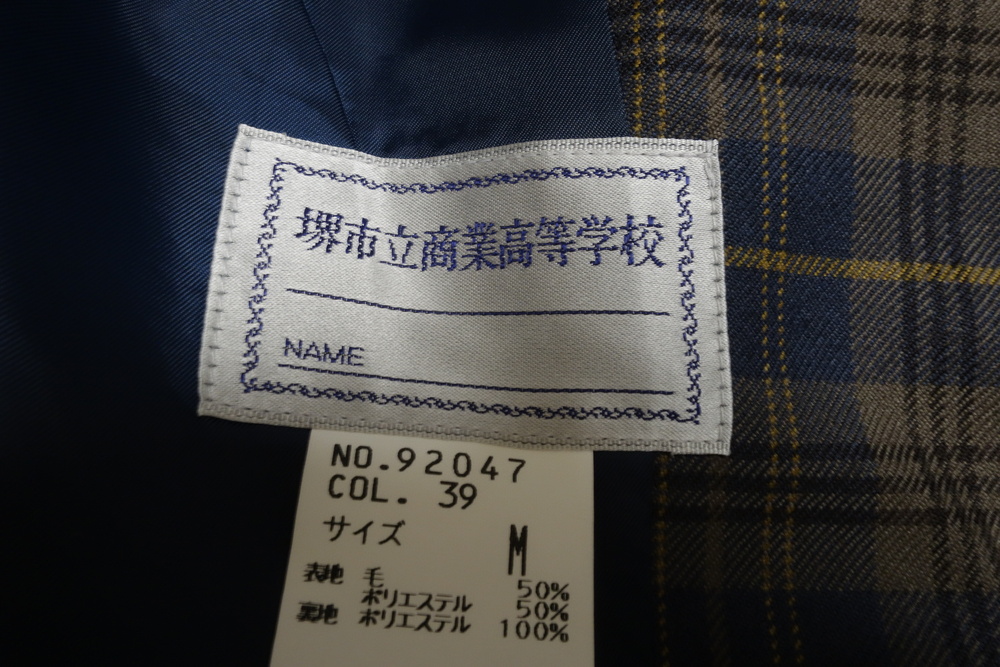 堺市立商業高等学校
NAME
NO.92047
COL. 39
サイズ M
表地 毛 50%
ポリエステル 50%
裏地 ポリエステル 100%